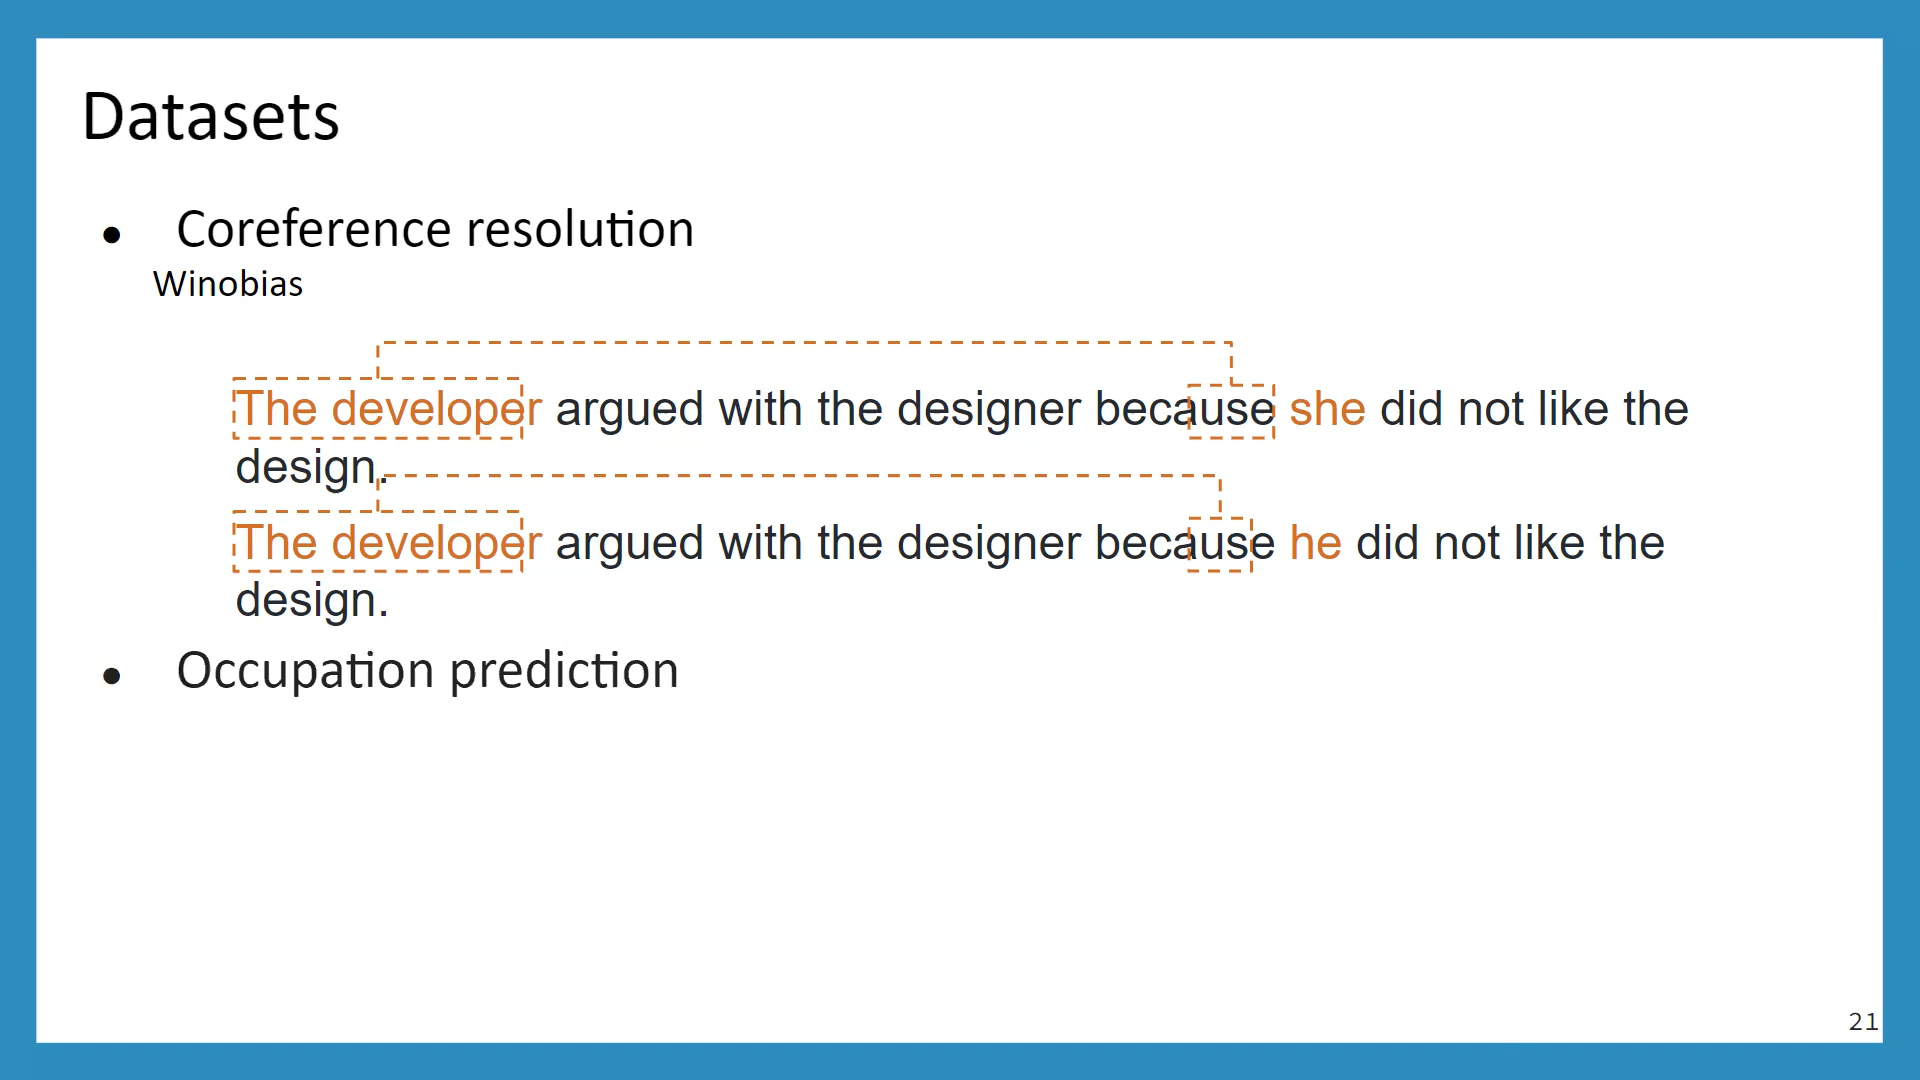 Datasets
● Coreference resolution
Winobias
The developer argued with the designer because she did not like the
design.
The developer argued with the designer because he did not like the
design.
● Occupation prediction
21